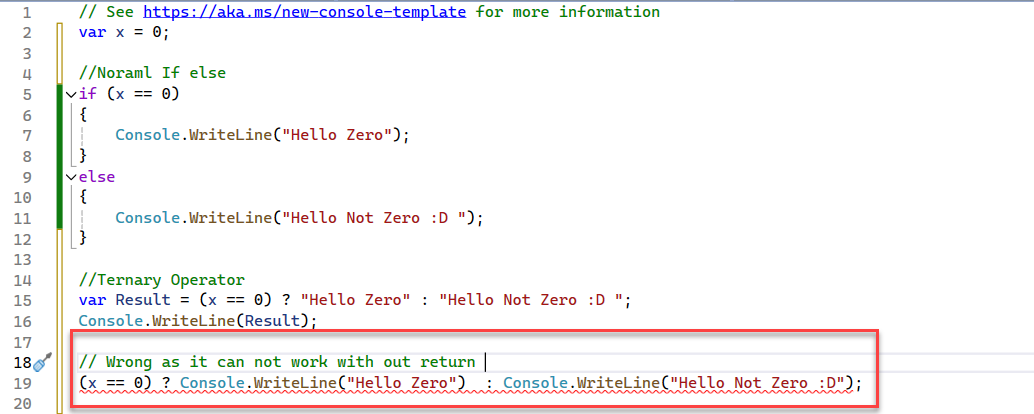 1 // See https://aka.ms/new-console-template for more information
2 var x = 0;
3
4 //Noraml If else
5 if (x == 0)
6 {
7 Console.WriteLine("Hello Zero");
8 }
9 else
10 {
11 Console.WriteLine("Hello Not Zero :D ");
12 }
13
14 //Ternary Operator
15 var Result = (x == 0) ? "Hello Zero" : "Hello Not Zero :D ";
16 Console.WriteLine(Result);
17
18 // Wrong as it can not work with out return
19 (x == 0) ? Console.WriteLine("Hello Zero")  : Console.WriteLine("Hello Not Zero :D");
20